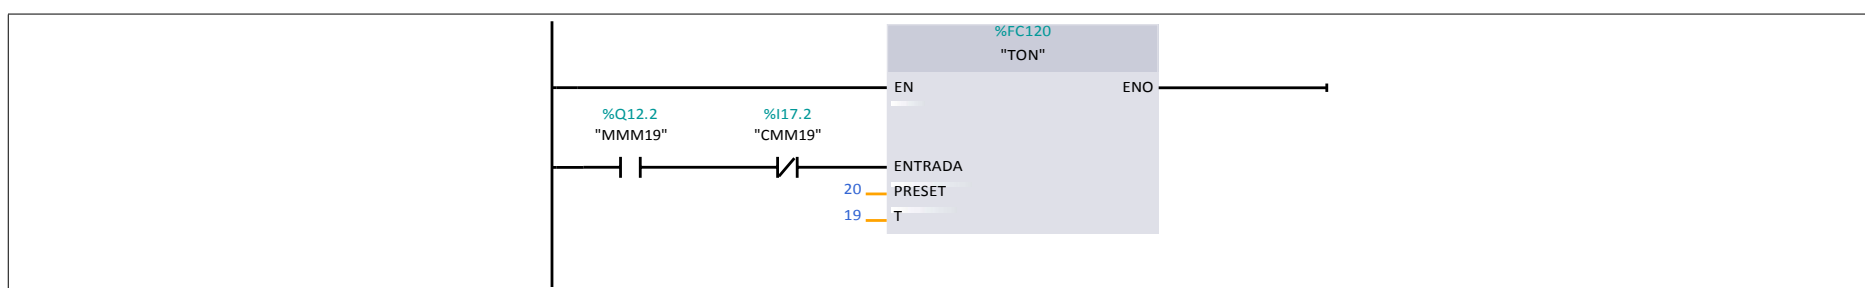 %FC120
"TON"
EN ENO
%Q12.2 %I17.2
"MMM19" "CMM19"
ENTRADA
20 PRESET
19 T